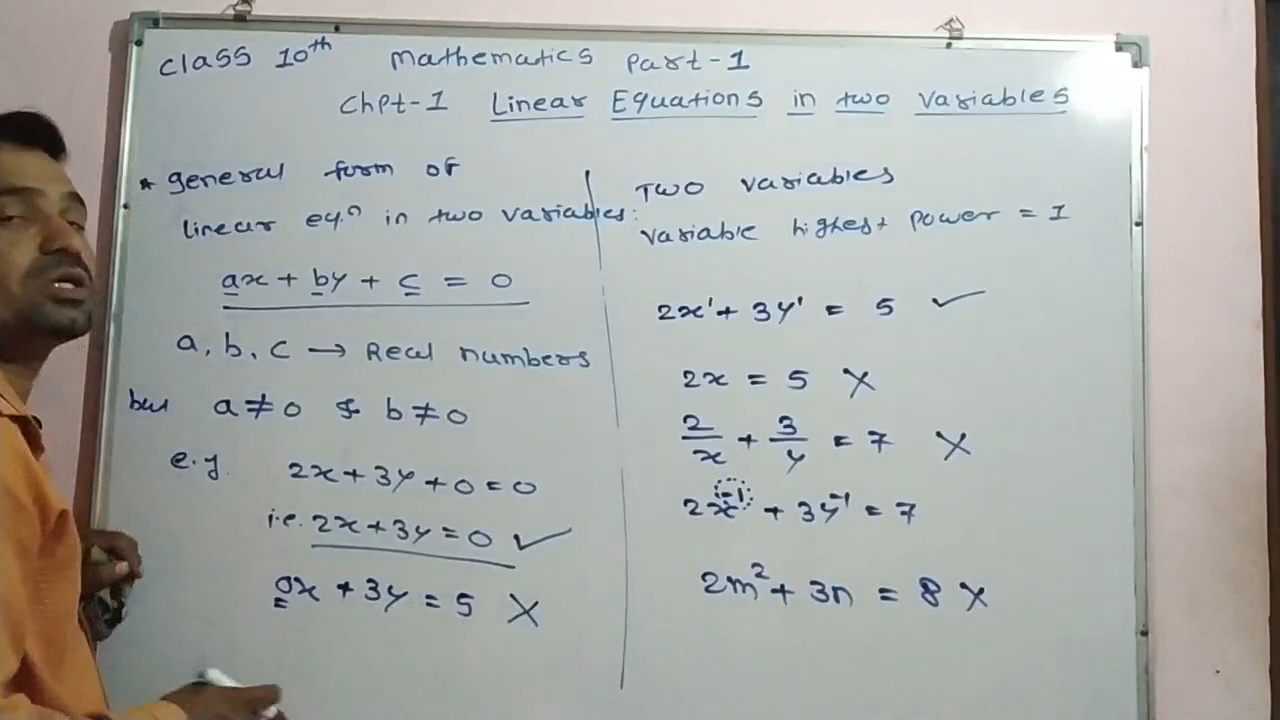 class 10th Mathematics Part-1
Chpt-1 Linear Equations in two variables
* general form of
linear eq.ⁿ in two variables:
ax + by + c = 0
a, b, c → Real numbers
but a ≠ 0 & b ≠ 0
e.g. 2x + 3y + 0 = 0
i.e. 2x + 3y = 0 ✓
0x + 3y = 5 X
Two variables
variable highest power = 1
2x¹ + 3y¹ = 5 ✓
2x = 5 X
2/x + 3/y = 7 X
2x⁻¹ + 3y⁻¹ = 7
2m² + 3n = 8 X